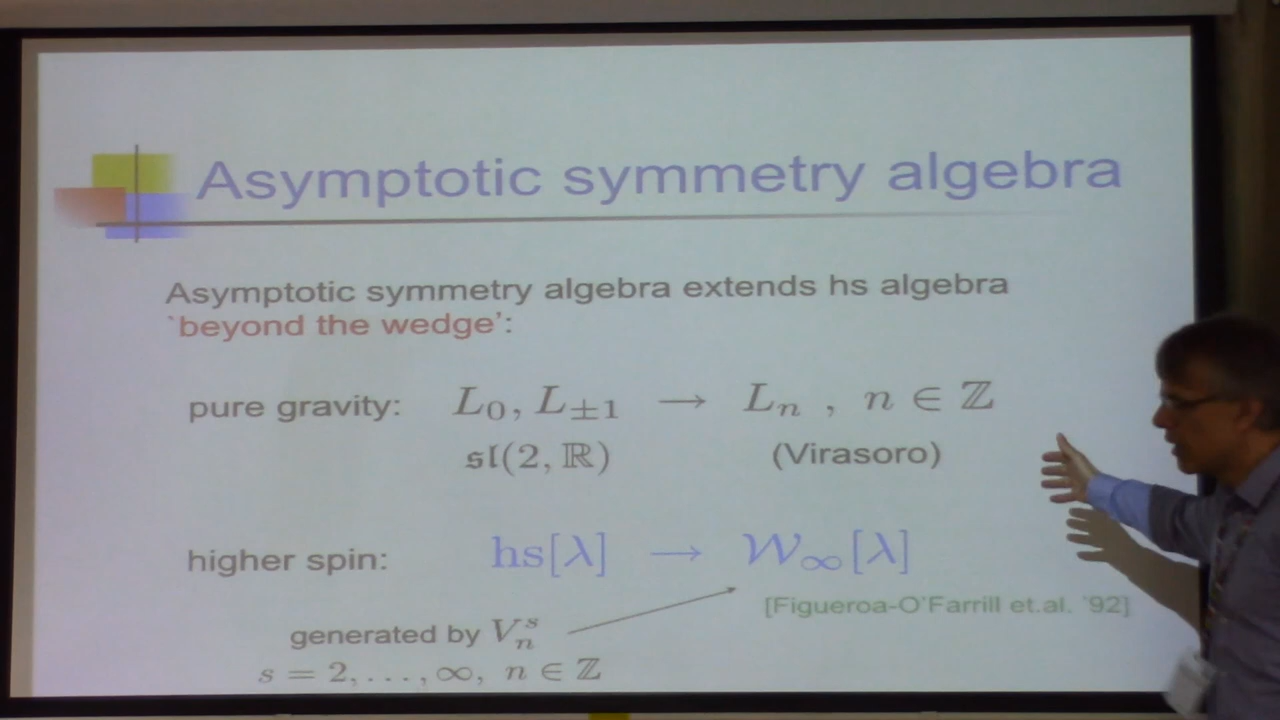 Asymptotic symmetry algebra
Asymptotic symmetry algebra extends hs algebra
`beyond the wedge':
pure gravity: L₀, L±₁ → Lₙ , n ∈ ℤ
𝔰𝔩(2, ℝ) (Virasoro)
higher spin: hs[λ] → 𝒲∞[λ]
[Figueroa-O'Farrill et.al. `92]
generated by Vₙˢ
s = 2, . . . , ∞, n ∈ ℤ